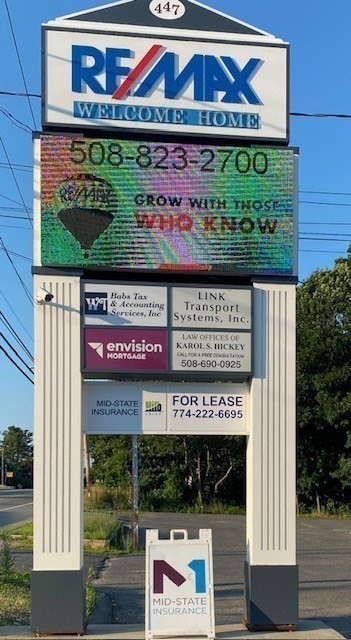 447
RE/MAX
WELCOME HOME
508-823-2700
RE/MAX
GROW WITH THOSE
WHO KNOW
Babs Tax
& Accounting
Services, Inc
LINK
Transport
Systems, Inc.
envision
MORTGAGE
LAW OFFICES OF
KAROL S. HICKEY
CALL FOR A FREE CONSULTATION
508-690-0925
MID-STATE
INSURANCE
FOR LEASE
774-222-6695
MID-STATE
INSURANCE